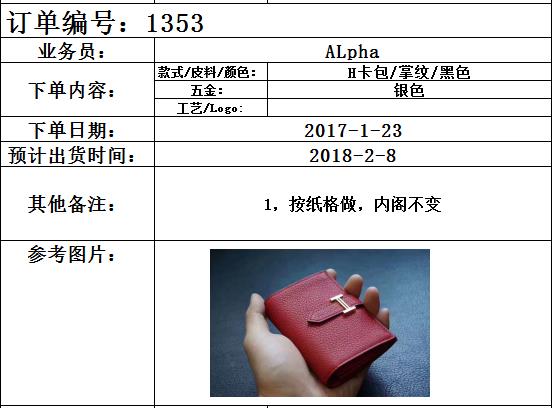 订单编号：1353
业务员： ALpha
下单内容： 款式/皮料/颜色： H卡包/掌纹/黑色
五金： 银色
工艺/Logo:
下单日期： 2017-1-23
预计出货时间： 2018-2-8
其他备注： 1，按纸格做，内阁不变
参考图片：